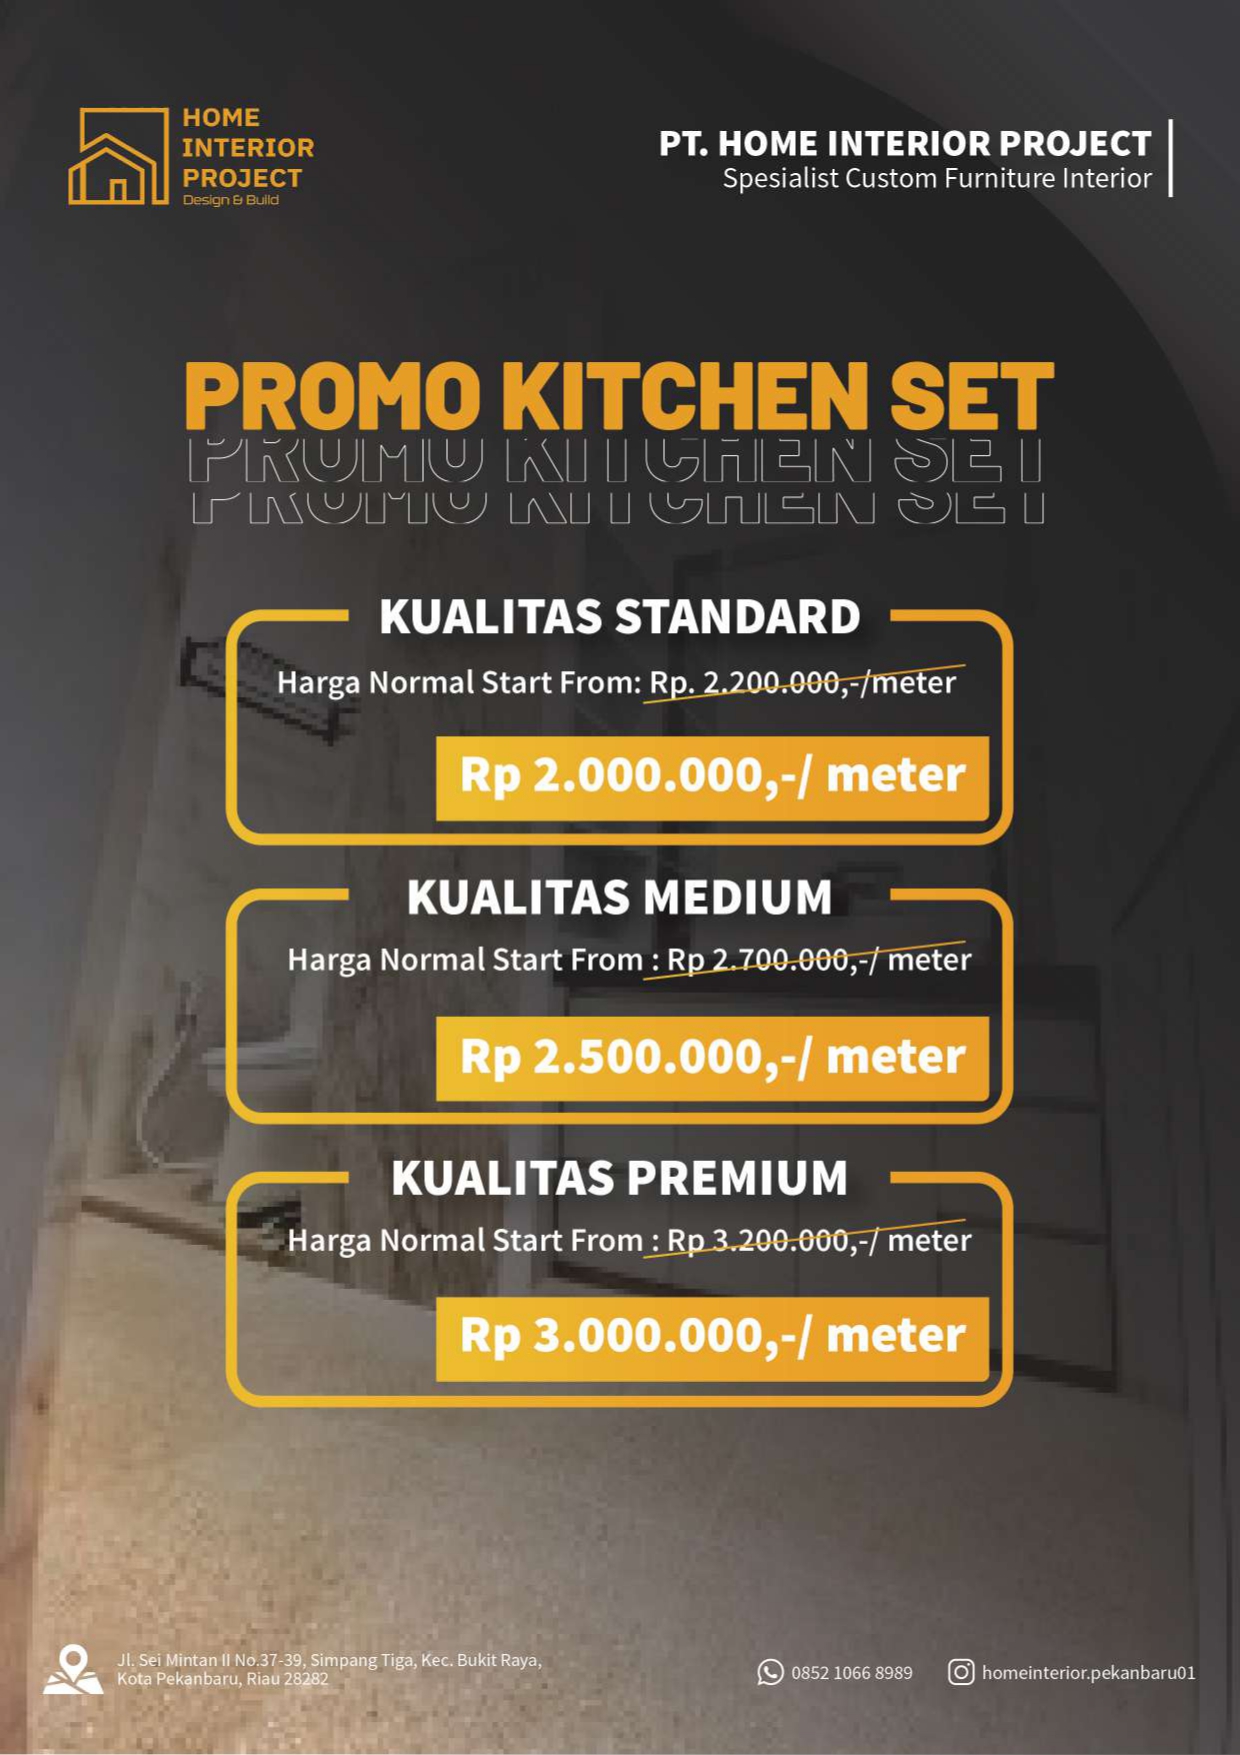 HOME
INTERIOR
PROJECT
Design & Build
PT. HOME INTERIOR PROJECT
Spesialist Custom Furniture Interior
PROMO KITCHEN SET
PROMO KITCHEN SET
PROMO KITCHEN SET
KUALITAS STANDARD
Harga Normal Start From: Rp. 2.200.000,-/meter
Rp 2.000.000,-/ meter
KUALITAS MEDIUM
Harga Normal Start From : Rp 2.700.000,-/ meter
Rp 2.500.000,-/ meter
KUALITAS PREMIUM
Harga Normal Start From : Rp 3.200.000,-/ meter
Rp 3.000.000,-/ meter
Jl. Sei Mintan II No.37-39, Simpang Tiga, Kec. Bukit Raya,
Kota Pekanbaru, Riau 28282
0852 1066 8989
homeinterior.pekanbaru01